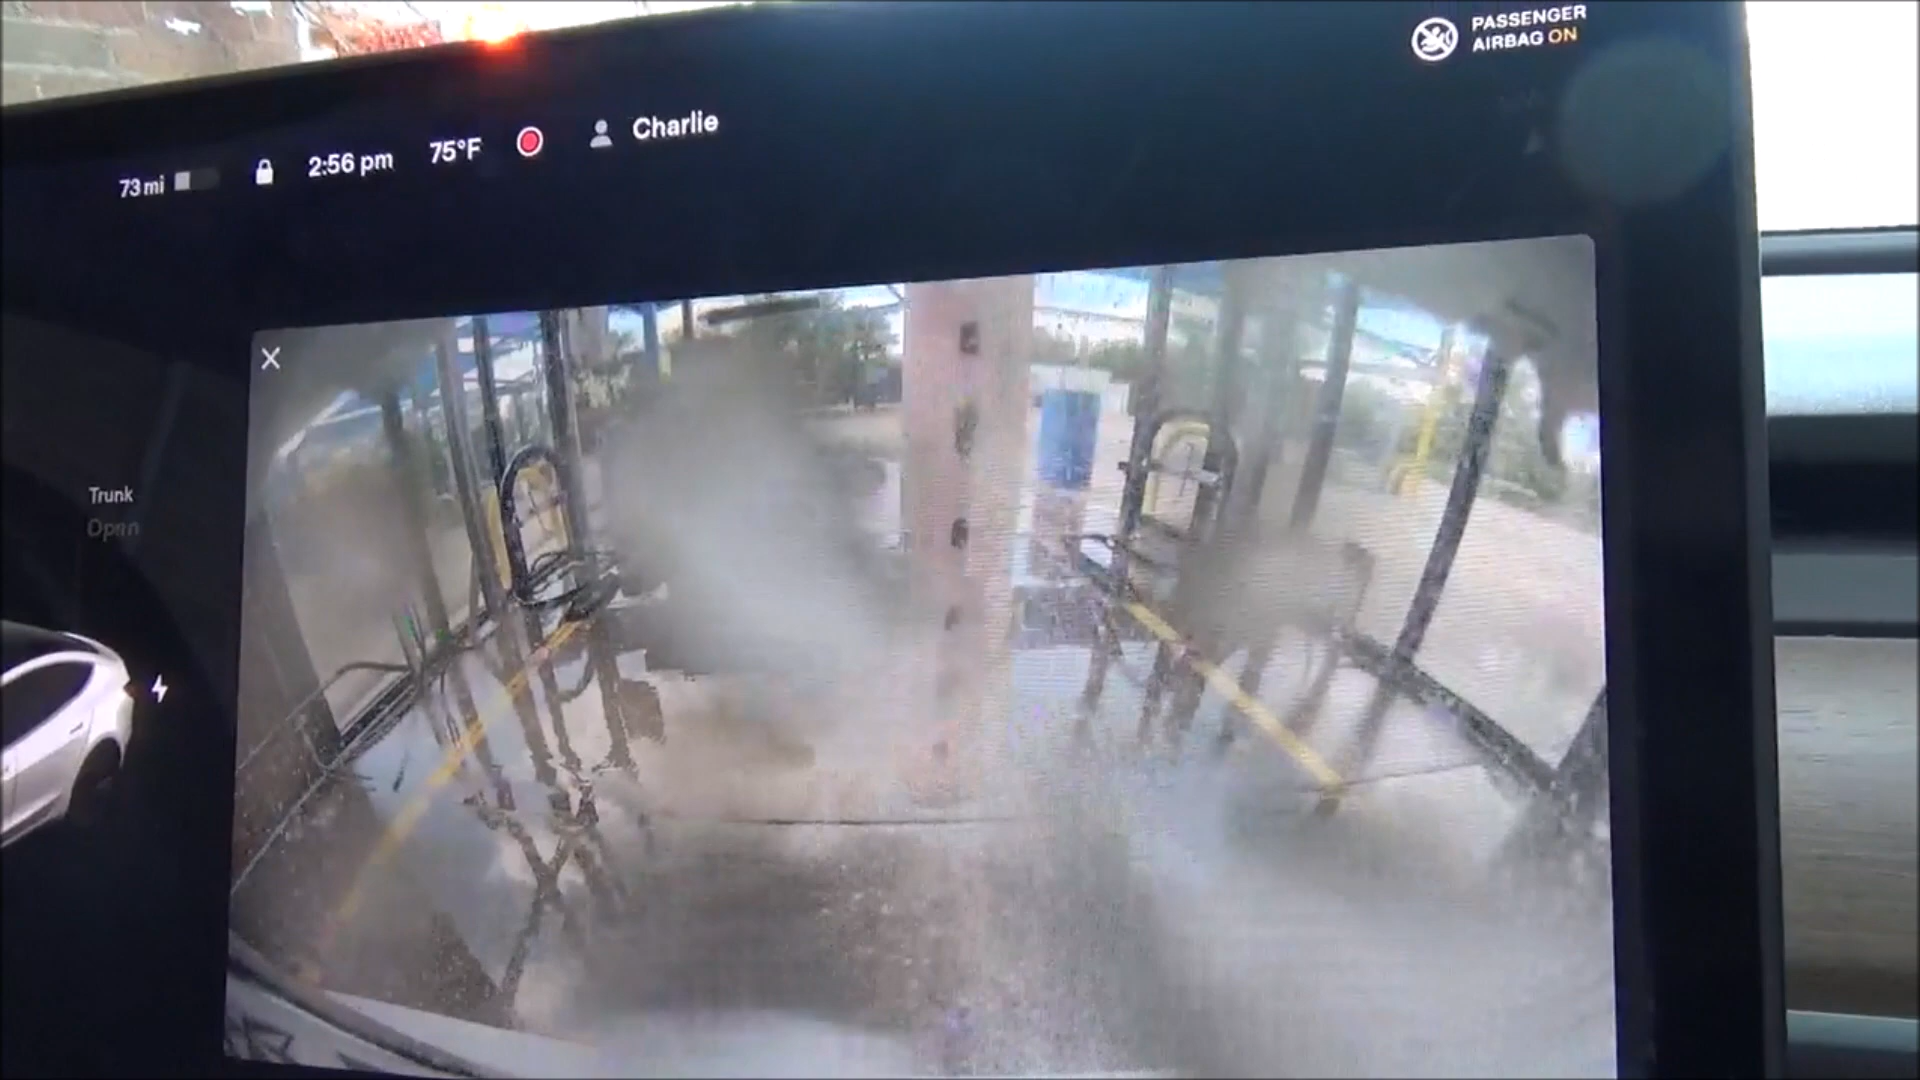 PASSENGER
AIRBAG ON
73 mi
2:56 pm
75°F
Charlie
Trunk
Open